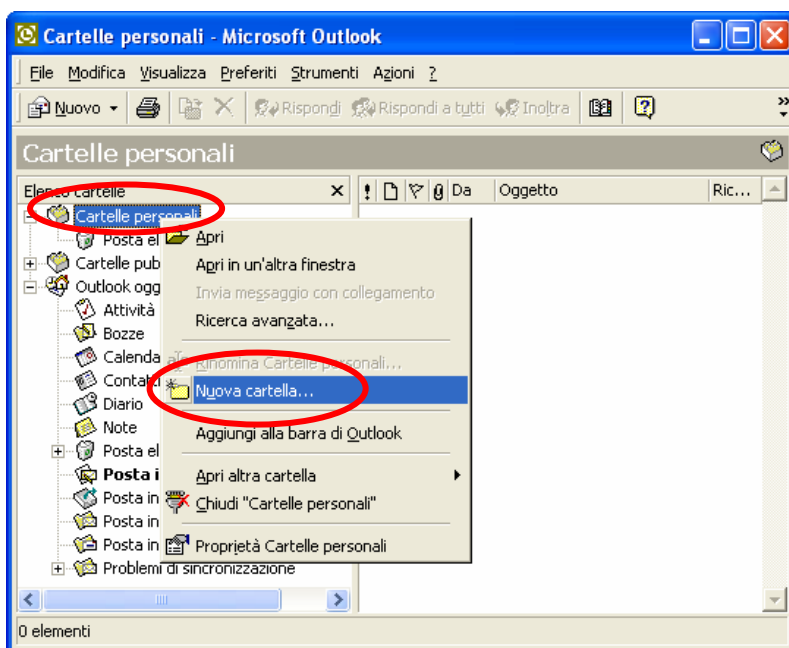 Cartelle personali - Microsoft Outlook
File Modifica Visualizza Preferiti Strumenti Azioni ?
Nuovo Rispondi Rispondi a tutti Inoltra
Cartelle personali
Elenco cartelle Da Oggetto Ric...
Cartelle personali
Posta el
Apri
Cartelle pub
Apri in un'altra finestra
Outlook ogg
Invia messaggio con collegamento
Attività
Ricerca avanzata...
Bozze
Calenda
Rinomina Cartelle personali...
Contatti
Nuova cartella...
Diario
Note
Aggiungi alla barra di Outlook
Posta el
Posta i
Apri altra cartella
Posta in
Chiudi "Cartelle personali"
Posta in
Posta in
Proprietà Cartelle personali
Problemi di sincronizzazione
0 elementi